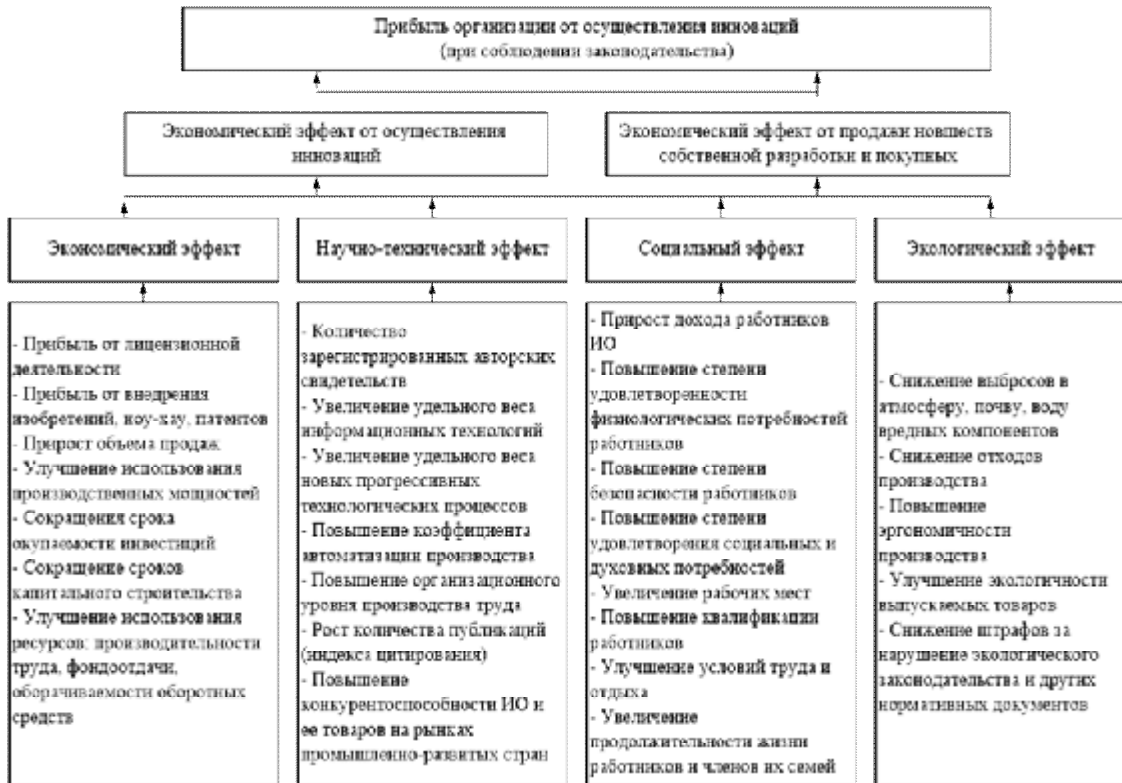 Прибыль организации от осуществления инноваций
(при соблюдении законодательства)
Экономический эффект от осуществления
инноваций
Экономический эффект от продажи новшеств
собственной разработки и покупных
Экономический эффект
Научно-технический эффект
Социальный эффект
Экологический эффект
- Прибыль от лицензионной
деятельности
- Прибыль от внедрения
изобретений, ноу-хау, патентов
- Прирост объема продаж
- Улучшение использования
производственных мощностей
- Сокращения срока
окупаемости инвестиций
- Сокращение сроков
капитального строительства
- Улучшение использования
ресурсов: производительности
труда, фондоотдачи,
оборачиваемости оборотных
средств
- Количество
зарегистрированных авторских
свидетельств
- Увеличение удельного веса
информационных технологий
- Увеличение удельного веса
новых прогрессивных
технологических процессов
- Повышение коэффициента
автоматизации производства
- Повышение организационного
уровня производства труда
- Рост количества публикаций
(индекса цитирования)
- Повышение
конкурентоспособности ИО и
ее товаров на рынках
промышленно-развитых стран
- Прирост дохода работников
ИО
- Повышение степени
удовлетворенности
физиологических потребностей
работников
- Повышение степени
безопасности работников
- Повышение степени
удовлетворения социальных и
духовных потребностей
- Увеличение рабочих мест
- Повышение квалификации
работников
- Улучшение условий труда и
отдыха
- Увеличение
продолжительности жизни
работников и членов их семей
- Снижение выбросов в
атмосферу, почву, воду
вредных компонентов
- Снижение отходов
производства
- Повышение
эргономичности
производства
- Улучшение экологичности
выпускаемых товаров
- Снижение штрафов за
нарушение экологического
законодательства и других
нормативных документов